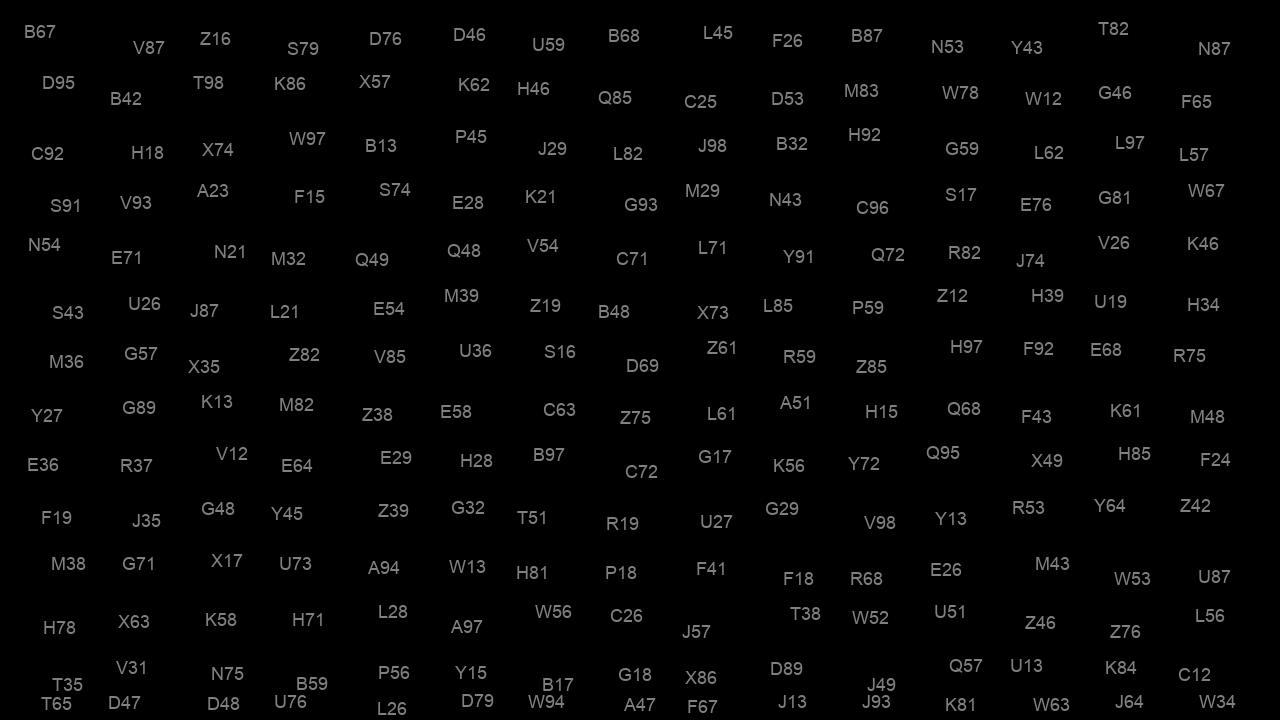 B67 V87 Z16 S79 D76 D46 U59 B68 L45 F26 B87 N53 Y43 T82 N87
D95 B42 T98 K86 X57 K62 H46 Q85 C25 D53 M83 W78 W12 G46 F65
C92 H18 X74 W97 B13 P45 J29 L82 J98 B32 H92 G59 L62 L97 L57
S91 V93 A23 F15 S74 E28 K21 G93 M29 N43 C96 S17 E76 G81 W67
N54 E71 N21 M32 Q49 Q48 V54 C71 L71 Y91 Q72 R82 J74 V26 K46
S43 U26 J87 L21 E54 M39 Z19 B48 X73 L85 P59 Z12 H39 U19 H34
M36 G57 X35 Z82 V85 U36 S16 D69 Z61 R59 Z85 H97 F92 E68 R75
Y27 G89 K13 M82 Z38 E58 C63 Z75 L61 A51 H15 Q68 F43 K61 M48
E36 R37 V12 E64 E29 H28 B97 C72 G17 K56 Y72 Q95 X49 H85 F24
F19 J35 G48 Y45 Z39 G32 T51 R19 U27 G29 V98 Y13 R53 Y64 Z42
M38 G71 X17 U73 A94 W13 H81 P18 F41 F18 R68 E26 M43 W53 U87
H78 X63 K58 H71 L28 A97 W56 C26 J57 T38 W52 U51 Z46 Z76 L56
T35 V31 N75 B59 P56 Y15 B17 G18 X86 D89 J49 Q57 U13 K84 C12
T65 D47 D48 U76 L26 D79 W94 A47 F67 J13 J93 K81 W63 J64 W34